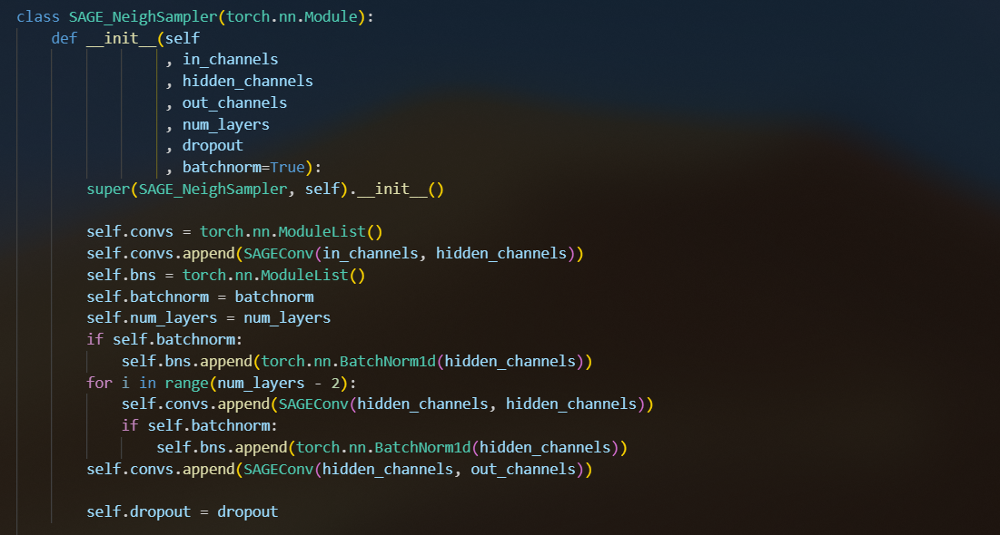 class SAGE_NeighSampler(torch.nn.Module):
    def __init__(self
                 , in_channels
                 , hidden_channels
                 , out_channels
                 , num_layers
                 , dropout
                 , batchnorm=True):
        super(SAGE_NeighSampler, self).__init__()

        self.convs = torch.nn.ModuleList()
        self.convs.append(SAGEConv(in_channels, hidden_channels))
        self.bns = torch.nn.ModuleList()
        self.batchnorm = batchnorm
        self.num_layers = num_layers
        if self.batchnorm:
            self.bns.append(torch.nn.BatchNorm1d(hidden_channels))
        for i in range(num_layers - 2):
            self.convs.append(SAGEConv(hidden_channels, hidden_channels))
            if self.batchnorm:
                self.bns.append(torch.nn.BatchNorm1d(hidden_channels))
        self.convs.append(SAGEConv(hidden_channels, out_channels))

        self.dropout = dropout